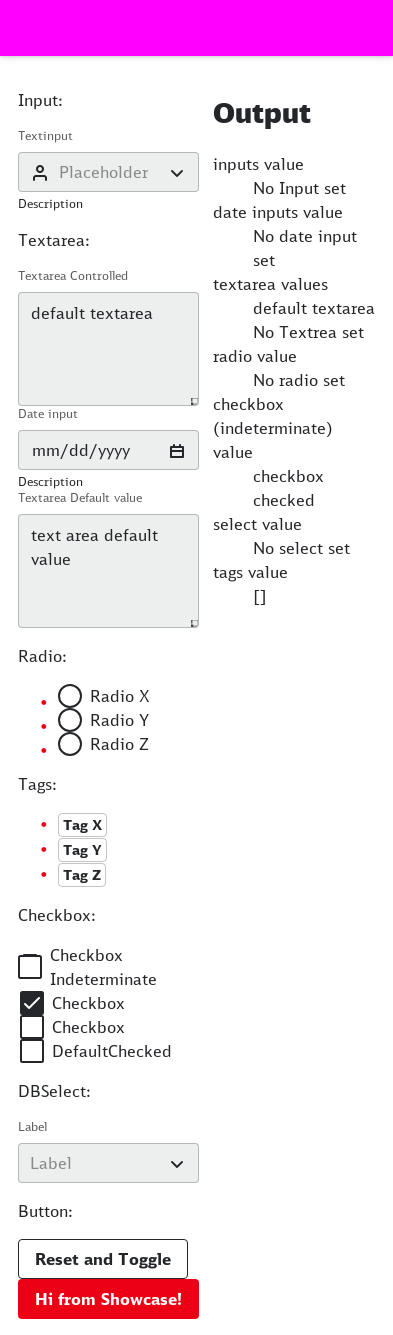 Input:
Textinput
Placeholder
Description
Textarea:
Textarea Controlled
default textarea
Date input
mm/dd/yyyy
Description
Textarea Default value
text area default
value
Radio:
Radio X
Radio Y
Radio Z
Tags:
Tag X
Tag Y
Tag Z
Checkbox:
Checkbox
Indeterminate
Checkbox
Checkbox
DefaultChecked
DBSelect:
Label
Label
Button:
Reset and Toggle
Hi from Showcase!
Output
inputs value
No Input set
date inputs value
No date input
set
textarea values
default textarea
No Textrea set
radio value
No radio set
checkbox
(indeterminate)
value
checkbox
checked
select value
No select set
tags value
[]